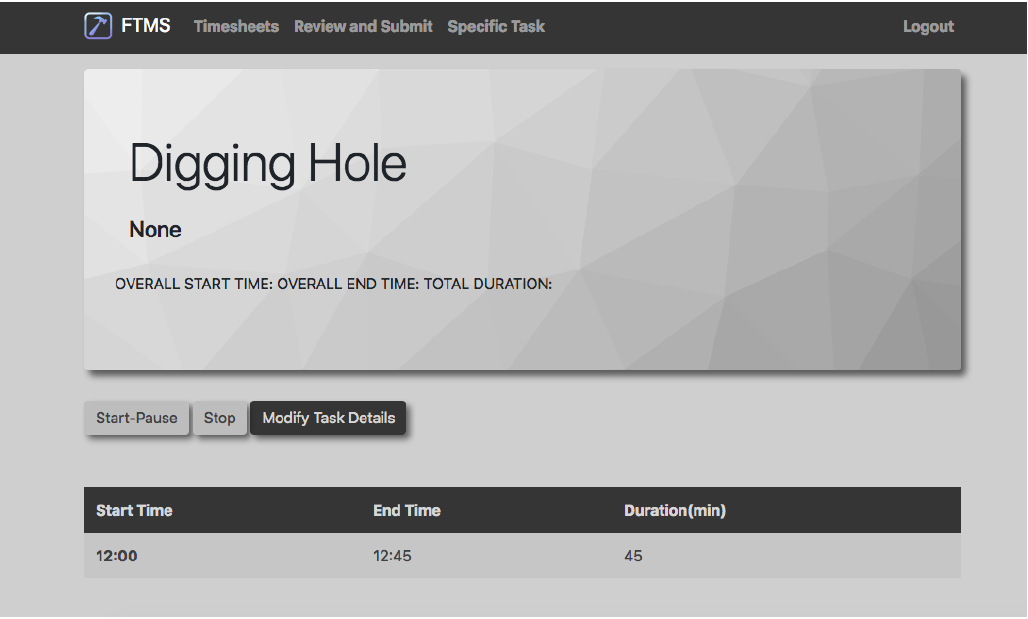 FTMS Timesheets Review and Submit Specific Task Logout
Digging Hole
None
OVERALL START TIME: OVERALL END TIME: TOTAL DURATION:
Start-Pause Stop Modify Task Details
Start Time End Time Duration(min)
12:00 12:45 45